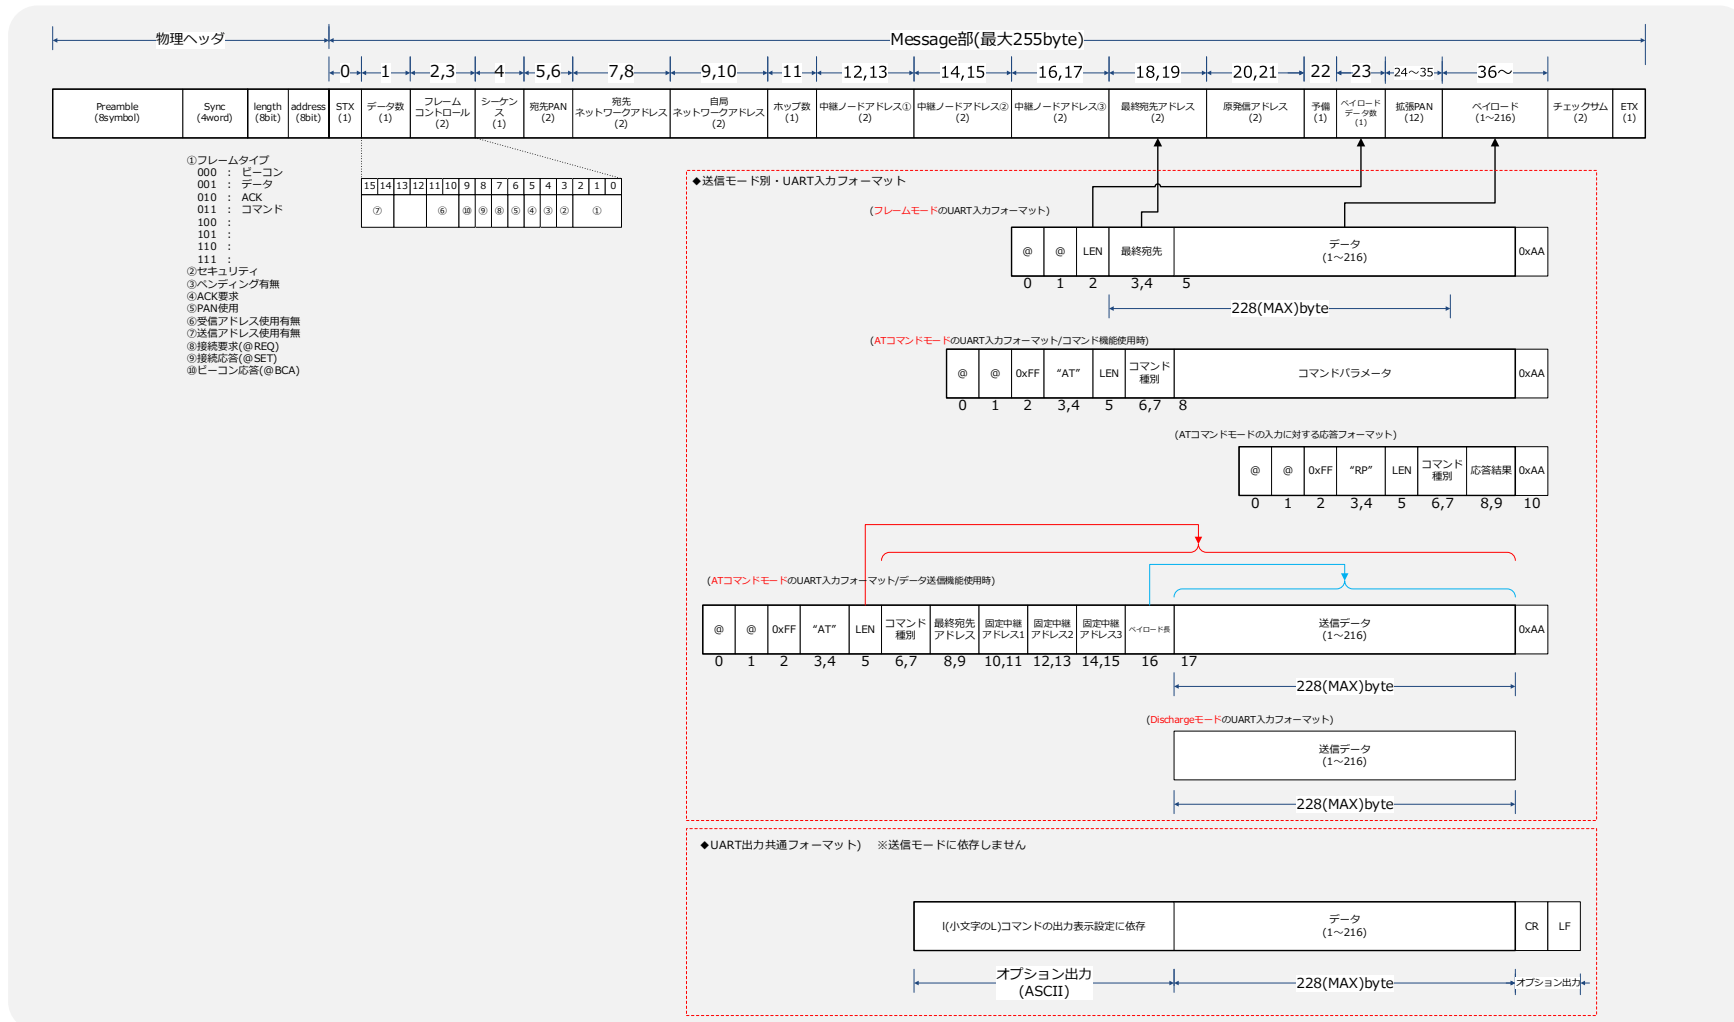 物理ヘッダ
Message部(最大255byte)
0 1 2,3 4 5,6 7,8 9,10 11 12,13 14,15 16,17 18,19 20,21 22 23 24～35 36～
Preamble
(8symbol)
Sync
(4word)
length
(8bit)
address
(8bit)
STX
(1)
データ数
(1)
フレーム
コントロール
(2)
シーケン
ス
(1)
宛先PAN
(2)
宛先
ネットワークアドレス
(2)
自局
ネットワークアドレス
(2)
ホップ数
(1)
中継ノードアドレス①
(2)
中継ノードアドレス②
(2)
中継ノードアドレス③
(2)
最終宛先アドレス
(2)
原発信アドレス
(2)
予備
(1)
ペイロード
データ数
(1)
拡張PAN
(12)
ペイロード
(1～216)
チェックサム
(2)
ETX
(1)
①フレームタイプ
000 : ビーコン
001 : データ
010 : ACK
011 : コマンド
100 :
101 :
110 :
111 :
②セキュリティ
③ペンディング有無
④ACK要求
⑤PAN使用
⑥受信アドレス使用有無
⑦送信アドレス使用有無
⑧接続要求(@REQ)
⑨接続応答(@SET)
⑩ビーコン応答(@BCA)
15 14 13 12 11 10 9 8 7 6 5 4 3 2 1 0
⑦ ⑥ ⑩ ⑨ ⑧ ⑤ ④ ③ ② ①
◆送信モード別・UART入力フォーマット
(フレームモードのUART入力フォーマット)
@ @ LEN 最終宛先 データ
(1～216)
0xAA
0 1 2 3,4 5
228(MAX)byte
(ATコマンドモードのUART入力フォーマット/コマンド機能使用時)
@ @ 0xFF “AT” LEN コマンド
種別
コマンドパラメータ 0xAA
0 1 2 3,4 5 6,7 8
(ATコマンドモードの入力に対する応答フォーマット)
@ @ 0xFF “RP” LEN コマンド
種別
応答結果 0xAA
0 1 2 3,4 5 6,7 8,9 10
(ATコマンドモードのUART入力フォーマット/データ送信機能使用時)
@ @ 0xFF “AT” LEN コマンド
種別
最終宛先
アドレス
固定中継
アドレス1
固定中継
アドレス2
固定中継
アドレス3
ペイロード長
送信データ
(1～216)
0xAA
0 1 2 3,4 5 6,7 8,9 10,11 12,13 14,15 16 17
228(MAX)byte
(DischargeモードのUART入力フォーマット)
送信データ
(1～216)
228(MAX)byte
◆UART出力共通フォーマット) ※送信モードに依存しません
l(小文字のL)コマンドの出力表示設定に依存
データ
(1～216)
CR LF
オプション出力
(ASCII)
228(MAX)byte
オプション出力